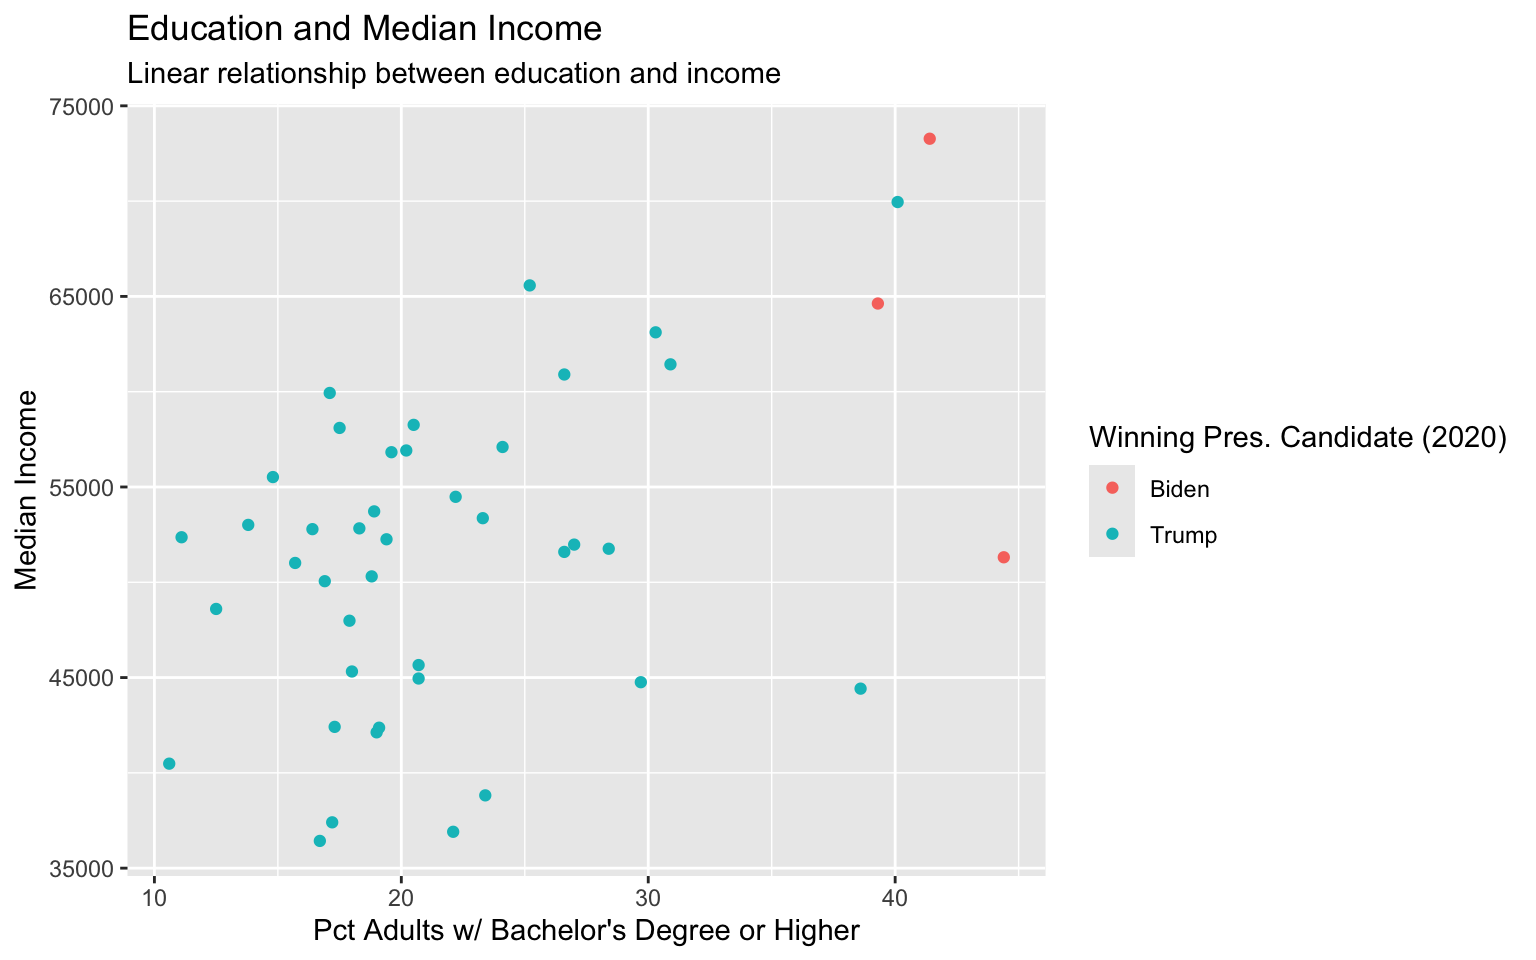 Education and Median Income
Linear relationship between education and income
75000
65000
55000
45000
35000
Median Income
10 20 30 40
Pct Adults w/ Bachelor's Degree or Higher
Winning Pres. Candidate (2020)
Biden
Trump